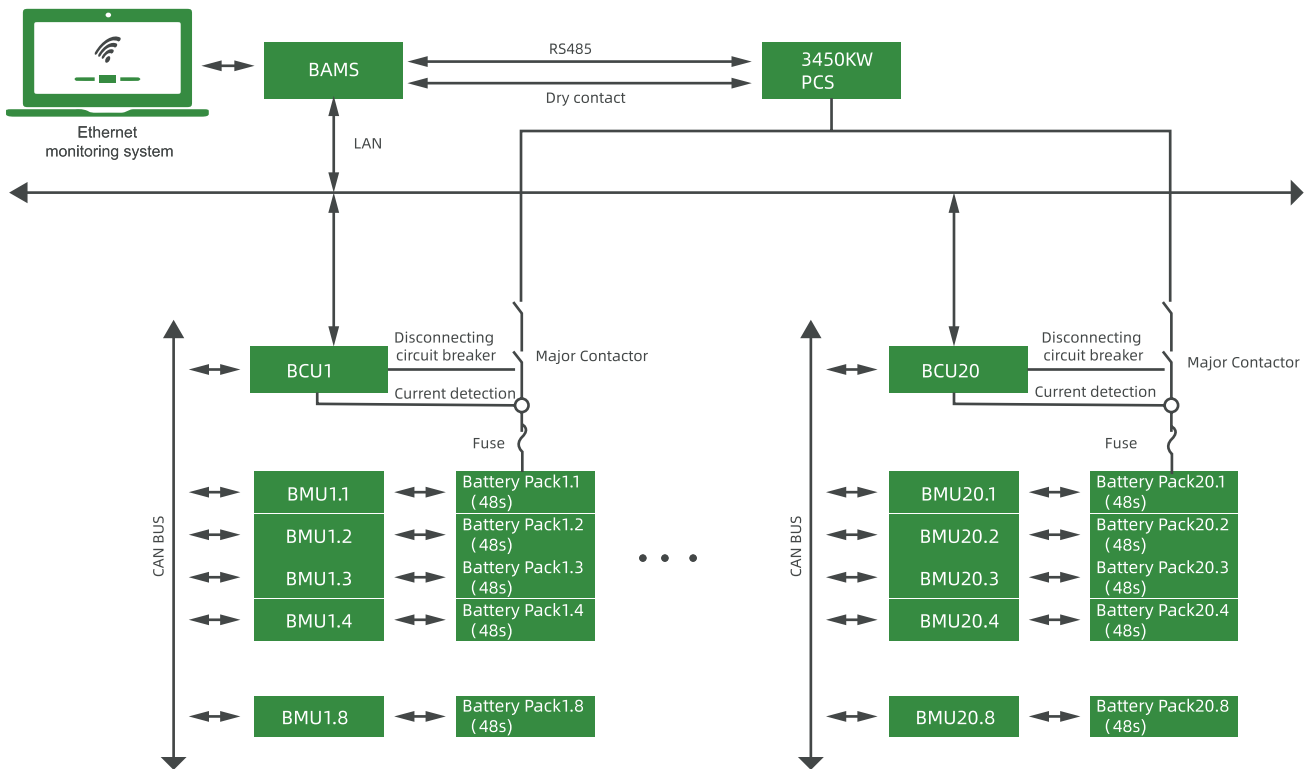 Ethernet
monitoring system
BAMS
RS485
Dry contact
3450KW
PCS
LAN
CAN BUS
BCU1
Disconnecting
circuit breaker
Major Contactor
Current detection
Fuse
BMU1.1
Battery Pack1.1
(48s)
BMU1.2
Battery Pack1.2
(48s)
BMU1.3
Battery Pack1.3
(48s)
BMU1.4
Battery Pack1.4
(48s)
BMU1.8
Battery Pack1.8
(48s)
• • •
CAN BUS
BCU20
Disconnecting
circuit breaker
Major Contactor
Current detection
Fuse
BMU20.1
Battery Pack20.1
(48s)
BMU20.2
Battery Pack20.2
(48s)
BMU20.3
Battery Pack20.3
(48s)
BMU20.4
Battery Pack20.4
(48s)
BMU20.8
Battery Pack20.8
(48s)